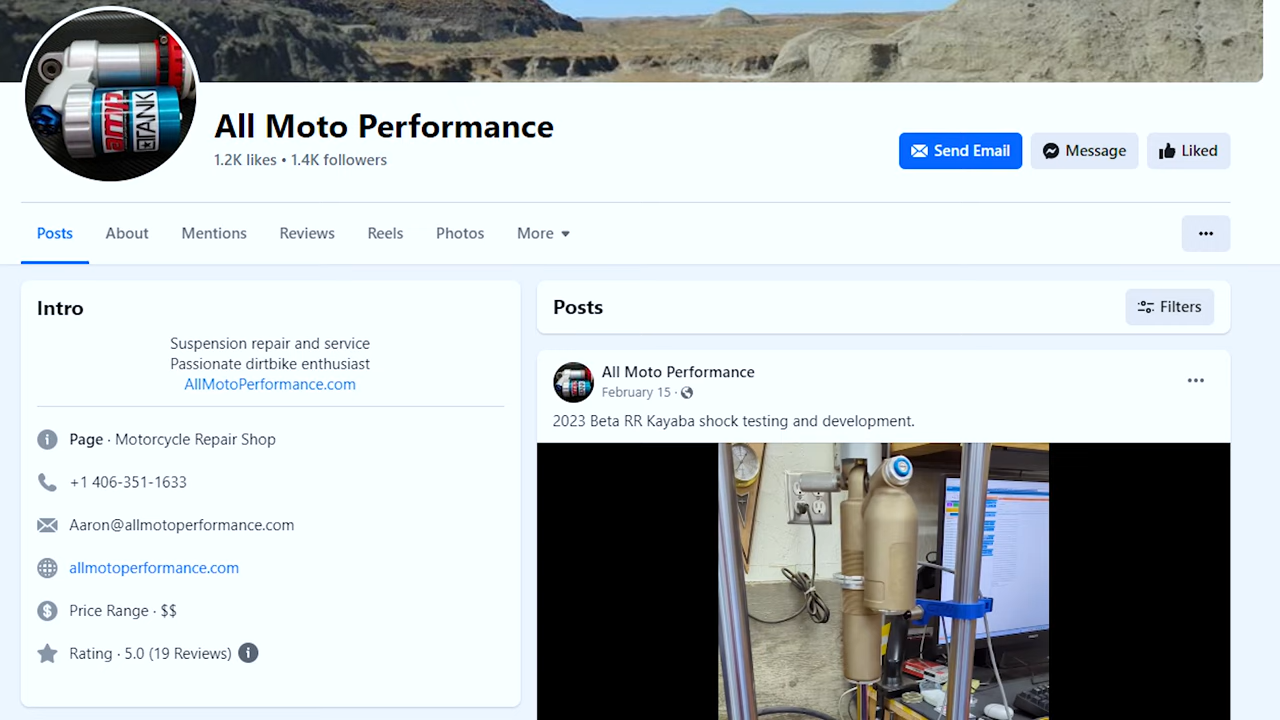 AMP
TANK
All Moto Performance
1.2K likes • 1.4K followers
Send Email
Message
Liked
Posts
About
Mentions
Reviews
Reels
Photos
More
Intro
Suspension repair and service
Passionate dirtbike enthusiast
AllMotoPerformance.com
Page · Motorcycle Repair Shop
+1 406-351-1633
Aaron@allmotoperformance.com
allmotoperformance.com
Price Range · $$
Rating · 5.0 (19 Reviews)
Posts
Filters
All Moto Performance
February 15 ·
2023 Beta RR Kayaba shock testing and development.